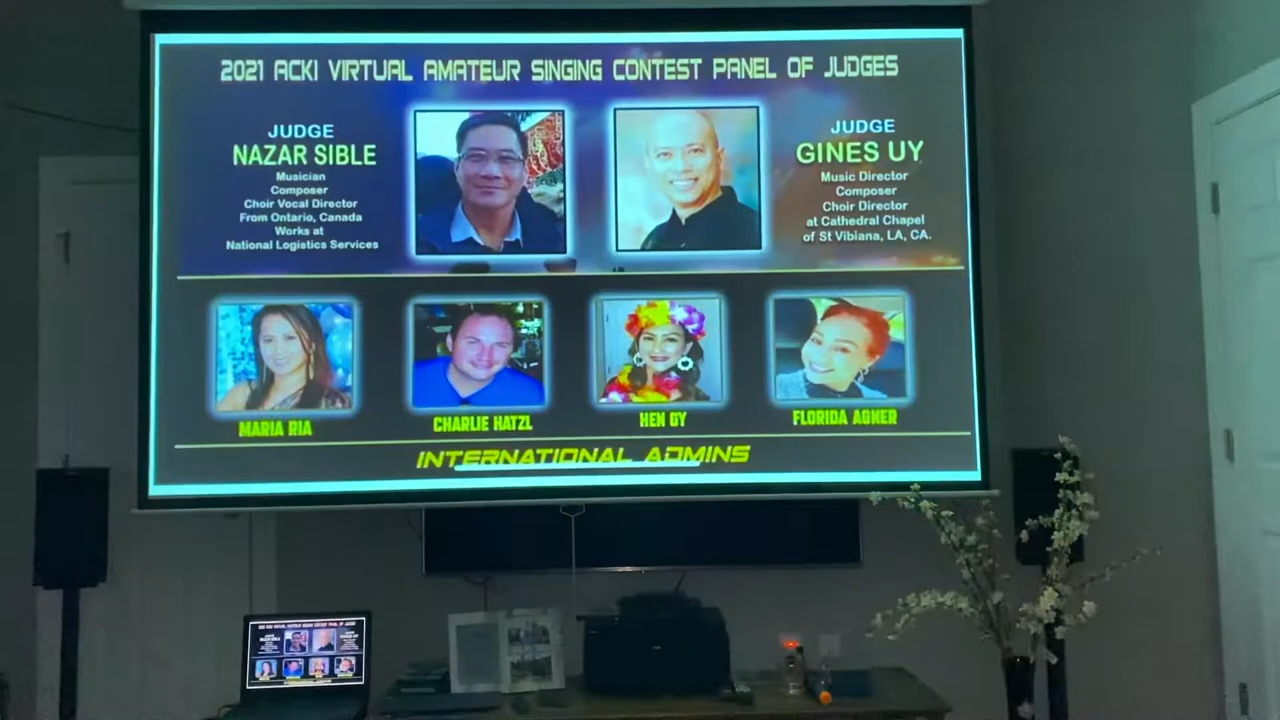 2021 ACKI VIRTUAL AMATEUR SINGING CONTEST PANEL OF JUDGES
JUDGE
NAZAR SIBLE
Musician
Composer
Choir Vocal Director
From Ontario, Canada
Works at
National Logistics Services
JUDGE
GINES UY
Music Director
Composer
Choir Director
at Cathedral Chapel
of St Vibiana, LA, CA.
MARIA RIA
CHARLIE HATZL
HEN GY
FLORIDA AGNER
INTERNATIONAL ADMINS